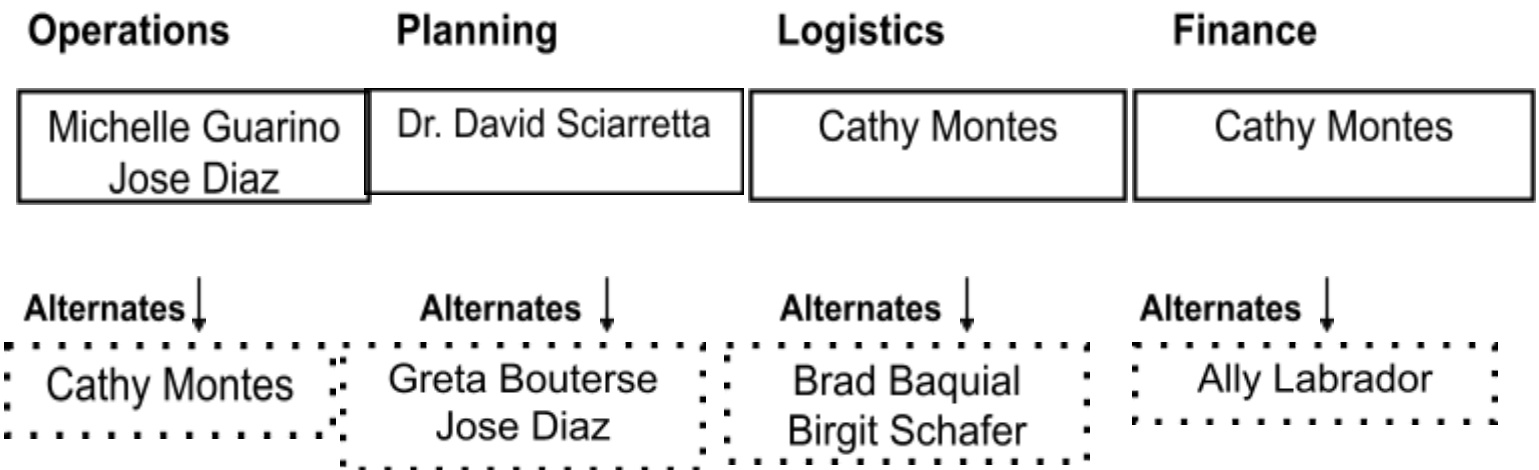 Operations
Planning
Logistics
Finance
Michelle Guarino
Jose Diaz
Dr. David Sciarretta
Cathy Montes
Cathy Montes
Alternates
Alternates
Alternates
Alternates
Cathy Montes
Greta Bouterse
Jose Diaz
Brad Baquial
Birgit Schafer
Ally Labrador